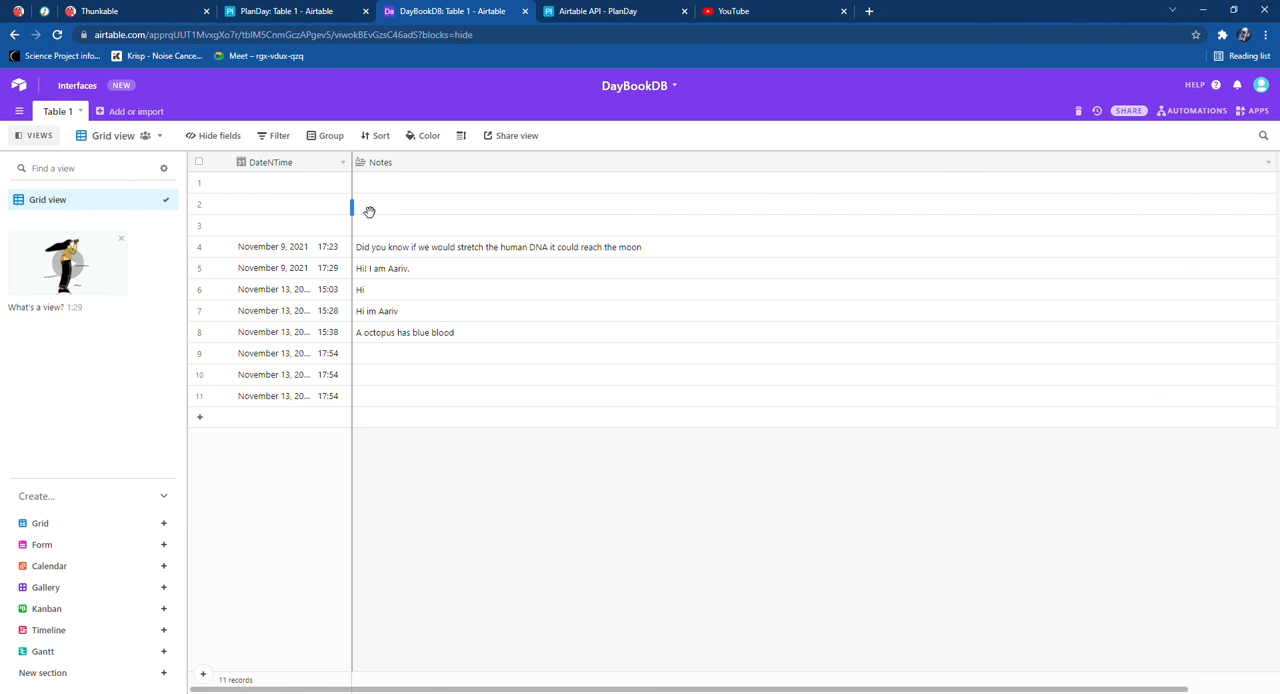 Thunkable
PlanDay: Table 1 - Airtable
DayBookDB: Table 1 - Airtable
Airtable API - PlanDay
YouTube
airtable.com/apprqUUT1MvxgXo7r/tblM5CnmGczAPgev5/viwokBEvGzsC46adS?blocks=hide
Science Project info...
Krisp - Noise Cance...
Meet – rgx-vdux-qzq
Reading list
Interfaces
NEW
DayBookDB
HELP
Table 1
Add or import
SHARE
AUTOMATIONS
APPS
VIEWS
Grid view
Hide fields
Filter
Group
Sort
Color
Share view
Find a view
DateNTime
Notes
Grid view
1
2
3
4 November 9, 2021 17:23 Did you know if we would stretch the human DNA it could reach the moon
5 November 9, 2021 17:29 Hi! I am Aariv.
6 November 13, 20... 15:03 Hi
7 November 13, 20... 15:28 Hi im Aariv
8 November 13, 20... 15:38 A octopus has blue blood
9 November 13, 20... 17:54
10 November 13, 20... 17:54
11 November 13, 20... 17:54
What's a view? 1:29
Create...
Grid
Form
Calendar
Gallery
Kanban
Timeline
Gantt
New section
11 records